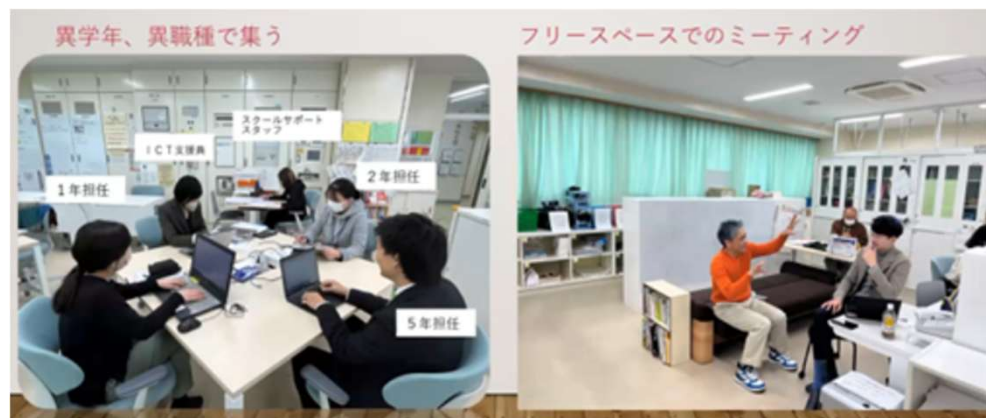 異学年、異職種で集う
フリースペースでのミーティング
スクールサポート
スタッフ
ICT支援員
1年担任
2年担任
5年担任